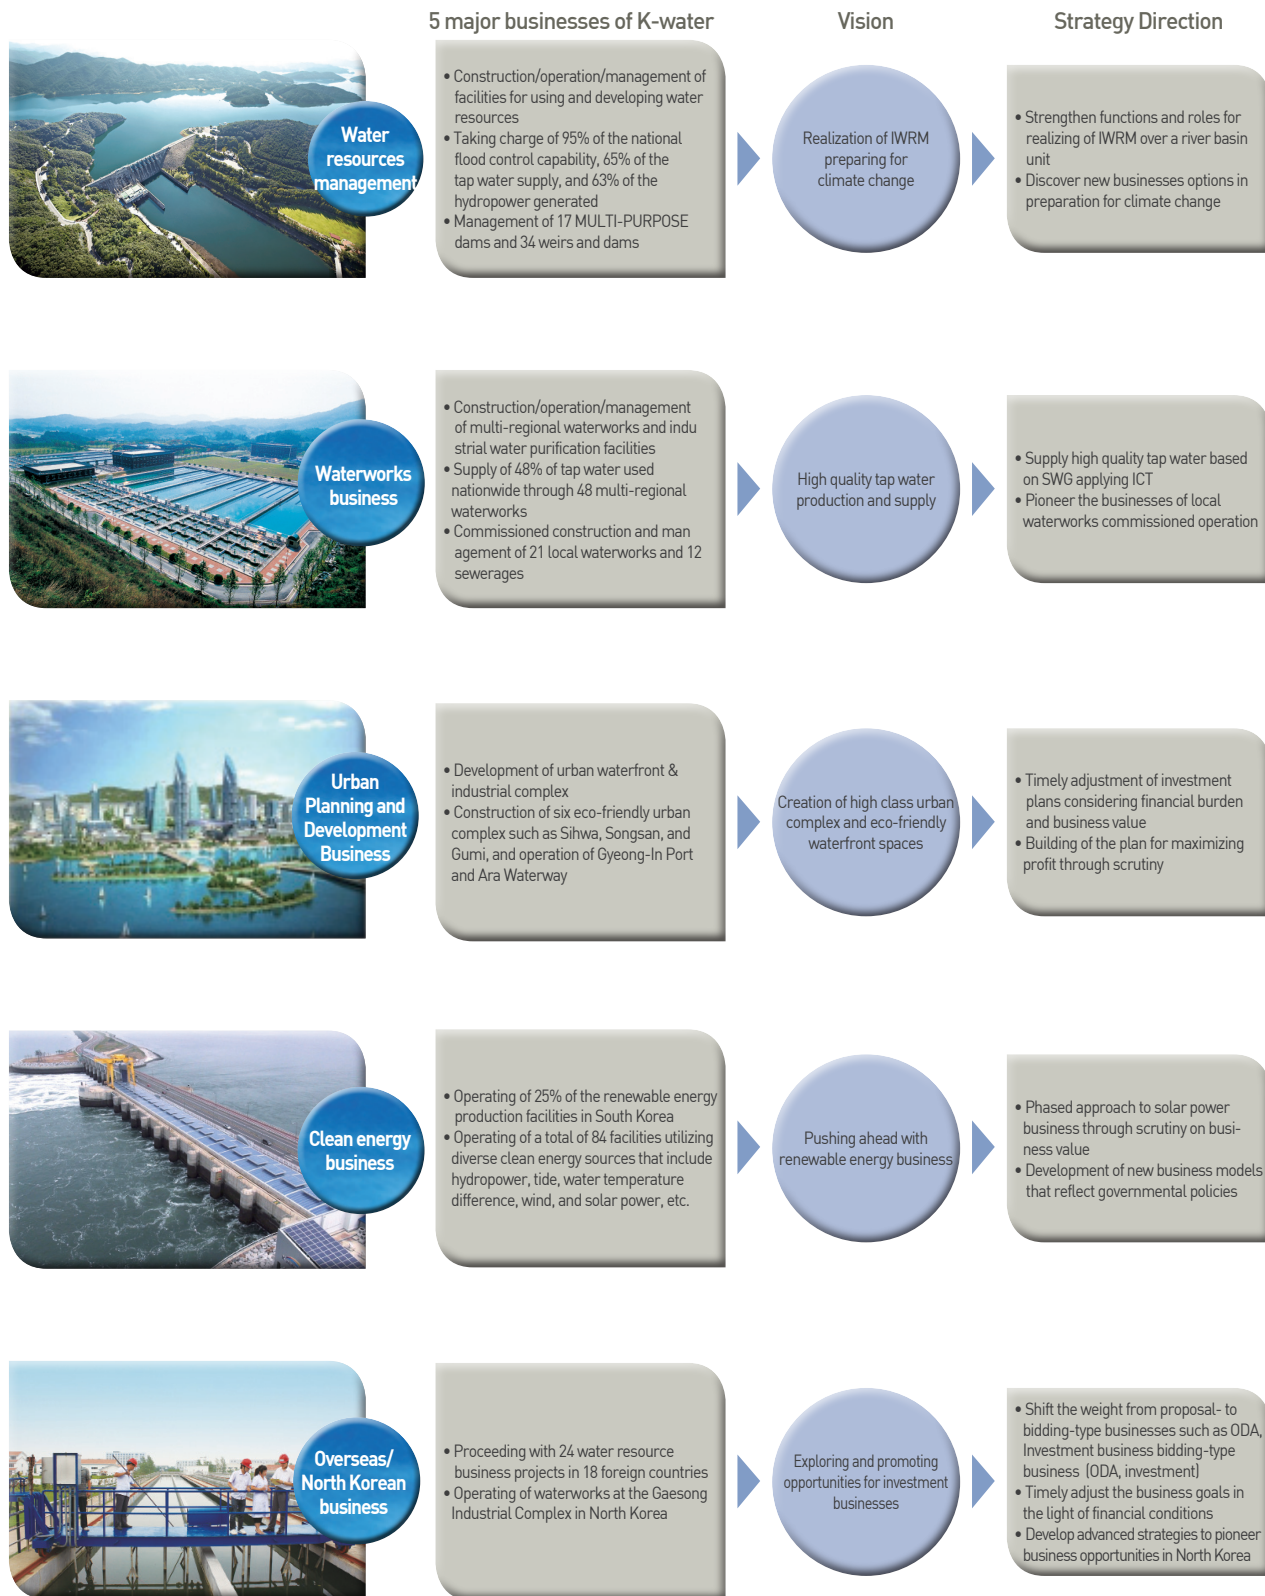 5 major businesses of K-water
Vision
Strategy Direction
Water
resources
management
• Construction/operation/management of
facilities for using and developing water
resources
• Taking charge of 95% of the national
flood control capability, 65% of the
tap water supply, and 63% of the
hydropower generated
• Management of 17 MULTI-PURPOSE
dams and 34 weirs and dams
Realization of IWRM
preparing for
climate change
• Strengthen functions and roles for
realizing of IWRM over a river basin
unit
• Discover new businesses options in
preparation for climate change
Waterworks
business
• Construction/operation/management
of multi-regional waterworks and indu
strial water purification facilities
• Supply of 48% of tap water used
nationwide through 48 multi-regional
waterworks
• Commissioned construction and man
agement of 21 local waterworks and 12
sewerages
High quality tap water
production and supply
• Supply high quality tap water based
on SWG applying ICT
• Pioneer the businesses of local
waterworks commissioned operation
Urban
Planning and
Development
Business
• Development of urban waterfront &
industrial complex
• Construction of six eco-friendly urban
complex such as Sihwa, Songsan, and
Gumi, and operation of Gyeong-In Port
and Ara Waterway
Creation of high class urban
complex and eco-friendly
waterfront spaces
• Timely adjustment of investment
plans considering financial burden
and business value
• Building of the plan for maximizing
profit through scrutiny
Clean energy
business
• Operating of 25% of the renewable energy
production facilities in South Korea
• Operating of a total of 84 facilities utilizing
diverse clean energy sources that include
hydropower, tide, water temperature
difference, wind, and solar power, etc.
Pushing ahead with
renewable energy business
• Phased approach to solar power
business through scrutiny on busi-
ness value
• Development of new business models
that reflect governmental policies
Overseas/
North Korean
business
• Proceeding with 24 water resource
business projects in 18 foreign countries
• Operating of waterworks at the Gaesong
Industrial Complex in North Korea
Exploring and promoting
opportunities for investment
businesses
• Shift the weight from proposal- to
bidding-type businesses such as ODA,
Investment business bidding-type
business (ODA, investment)
• Timely adjust the business goals in
the light of financial conditions
• Develop advanced strategies to pioneer
business opportunities in North Korea